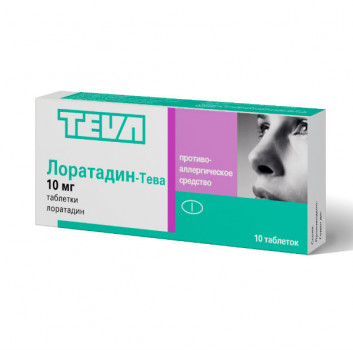 TEVA
Лоратадин-Тева
10 мг
таблетки
лоратадин
противо-
аллергическое
средство
10 таблеток